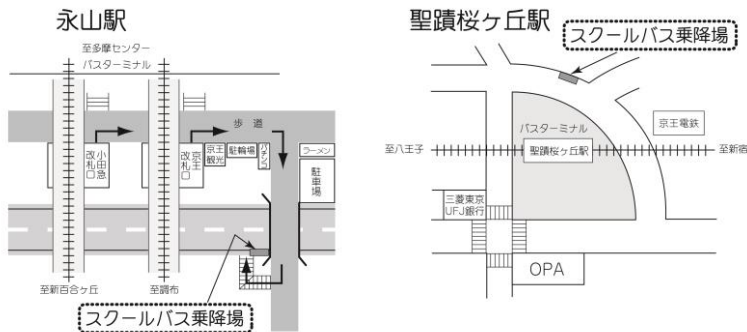 永山駅
至多摩センター
バスターミナル
歩道
小田急
改札口
京王
改札口
京王
観光
駐輪場
パチンコ
ラーメン
駐車場
至新百合ヶ丘
至調布
スクールバス乗降場
聖蹟桜ヶ丘駅
スクールバス乗降場
バスターミナル
京王電鉄
至八王子
聖蹟桜ヶ丘駅
至新宿
三菱東京
UFJ銀行
OPA